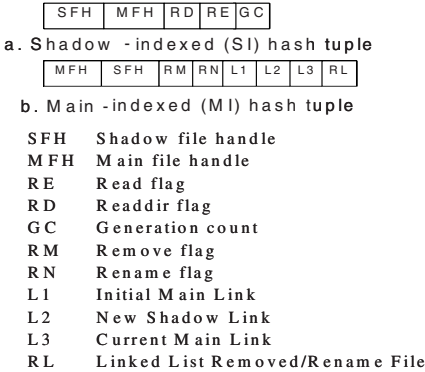 SFH MFH RD RE GC
a. Shadow -indexed (SI) hash tuple
MFH SFH RM RN L1 L2 L3 RL
b. Main -indexed (MI) hash tuple
SFH Shadow file handle
MFH Main file handle
RE Read flag
RD Readdir flag
GC Generation count
RM Remove flag
RN Rename flag
L1 Initial Main Link
L2 New Shadow Link
L3 Current Main Link
RL Linked List Removed/Rename File